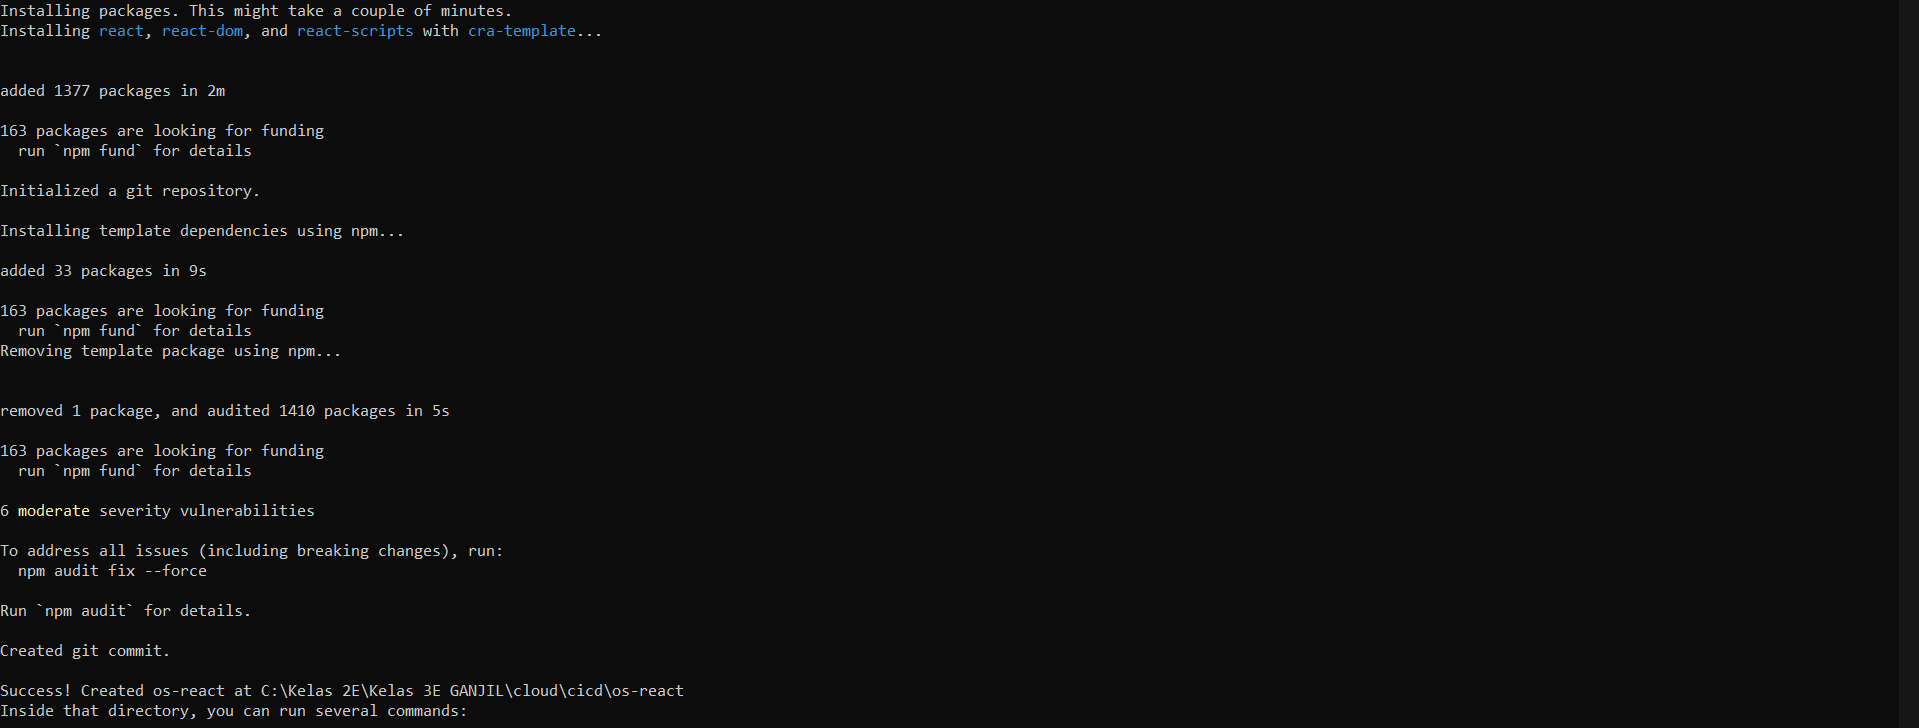 Installing packages. This might take a couple of minutes.
Installing react, react-dom, and react-scripts with cra-template...
added 1377 packages in 2m
163 packages are looking for funding
  run `npm fund` for details
Initialized a git repository.
Installing template dependencies using npm...
added 33 packages in 9s
163 packages are looking for funding
  run `npm fund` for details
Removing template package using npm...
removed 1 package, and audited 1410 packages in 5s
163 packages are looking for funding
  run `npm fund` for details
6 moderate severity vulnerabilities
To address all issues (including breaking changes), run:
  npm audit fix --force
Run `npm audit` for details.
Created git commit.
Success! Created os-react at C:\Kelas 2E\Kelas 3E GANJIL\cloud\cicd\os-react
Inside that directory, you can run several commands: